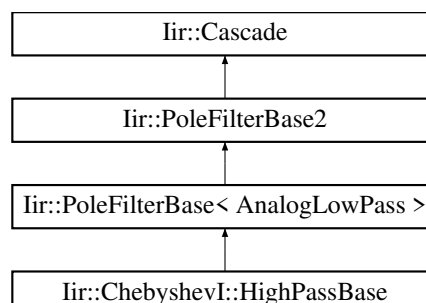 Iir::Cascade
Iir::PoleFilterBase2
Iir::PoleFilterBase< AnalogLowPass >
Iir::ChebyshevI::HighPassBase